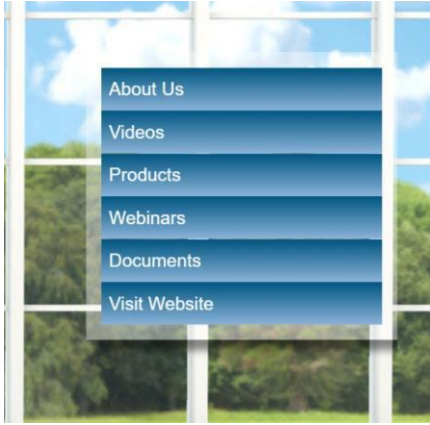 About Us
Videos
Products
Webinars
Documents
Visit Website